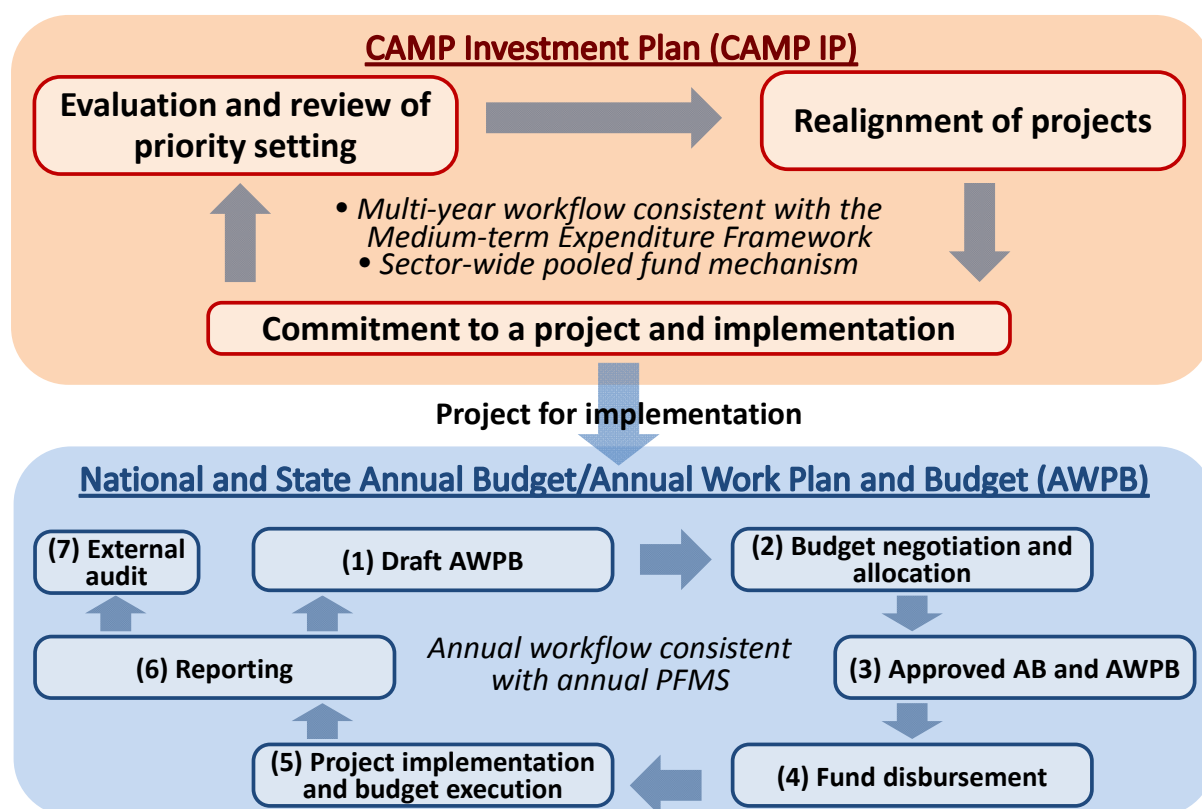 CAMP Investment Plan (CAMP IP)
Evaluation and review of
priority setting
Realignment of projects
• Multi-year workflow consistent with the
Medium-term Expenditure Framework
• Sector-wide pooled fund mechanism
Commitment to a project and implementation
Project for implementation
National and State Annual Budget/Annual Work Plan and Budget (AWPB)
(7) External
audit
(1) Draft AWPB
(2) Budget negotiation and
allocation
(6) Reporting
Annual workflow consistent
with annual PFMS
(3) Approved AB and AWPB
(5) Project implementation
and budget execution
(4) Fund disbursement